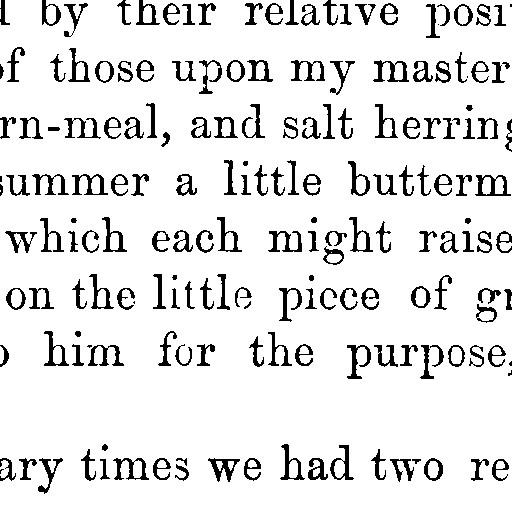 d by their relative posi
of those upon my master
rn-meal, and salt herring
summer a little butterm
which each might raise
on the little piece of gr
o him for the purpose,
ary times we had two re